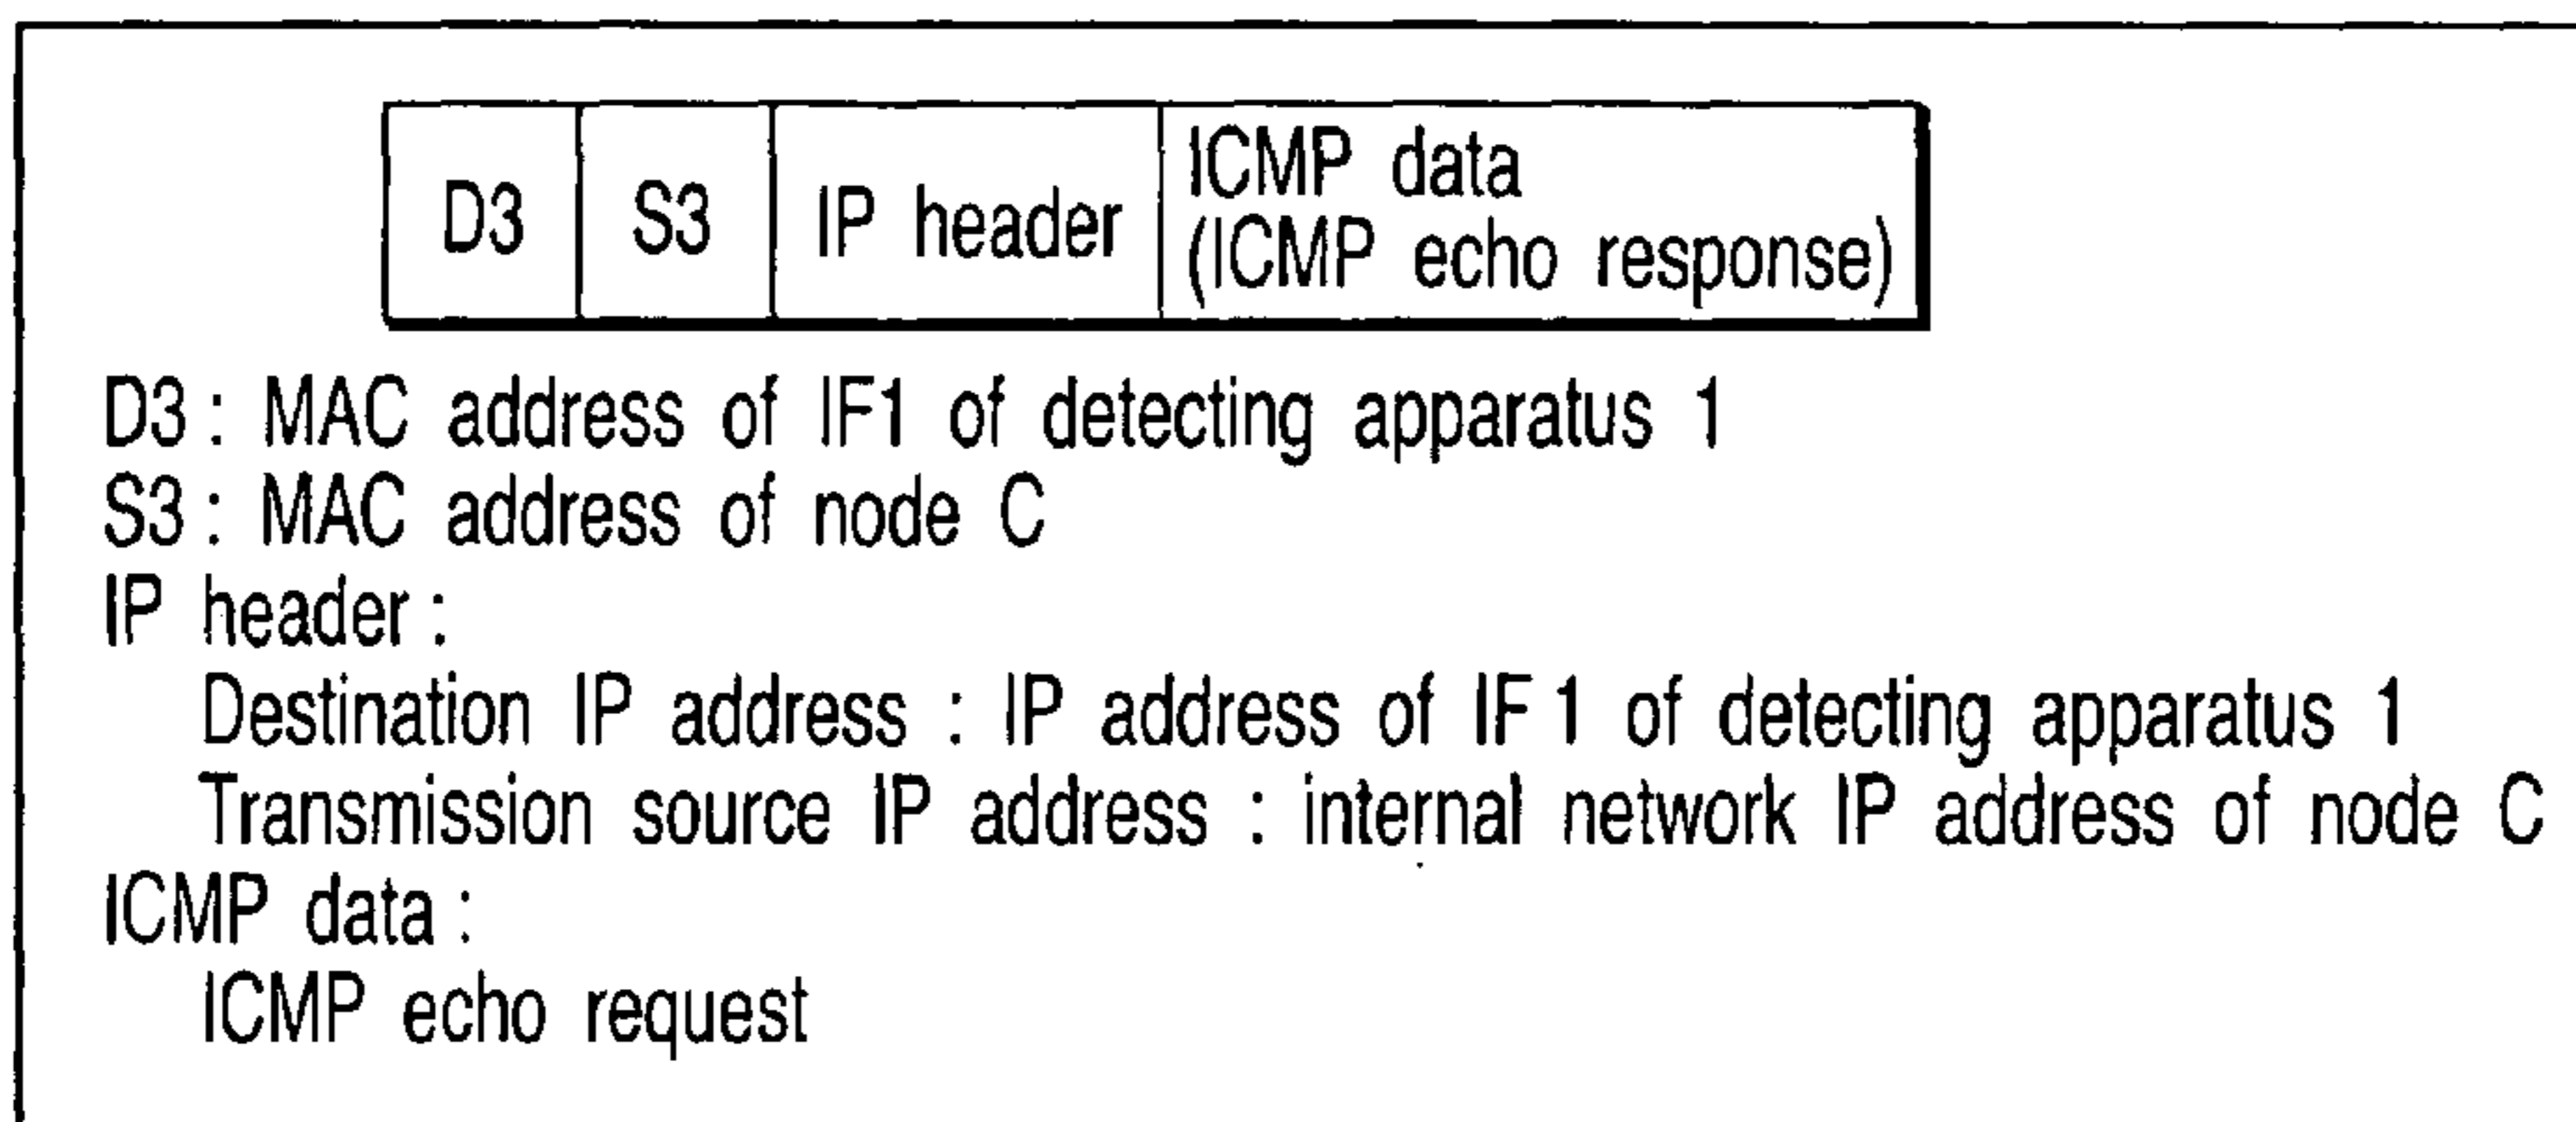 D3 S3 IP header ICMP data
(ICMP echo response)
D3 : MAC address of IF1 of detecting apparatus 1
S3 : MAC address of node C
IP header :
Destination IP address : IP address of IF 1 of detecting apparatus 1
Transmission source IP address : internal network IP address of node C
ICMP data :
ICMP echo request